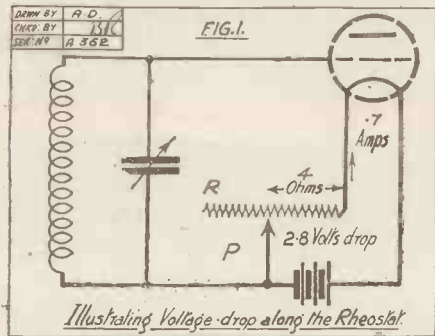 DRAWN BY A.D.
CHKD. BY
SER: Nº A 362
FIG. 1.
.7
Amps
4
Ohms
R
P
2.8 Volts drop
Illustrating Voltage-drop along the Rheostat.